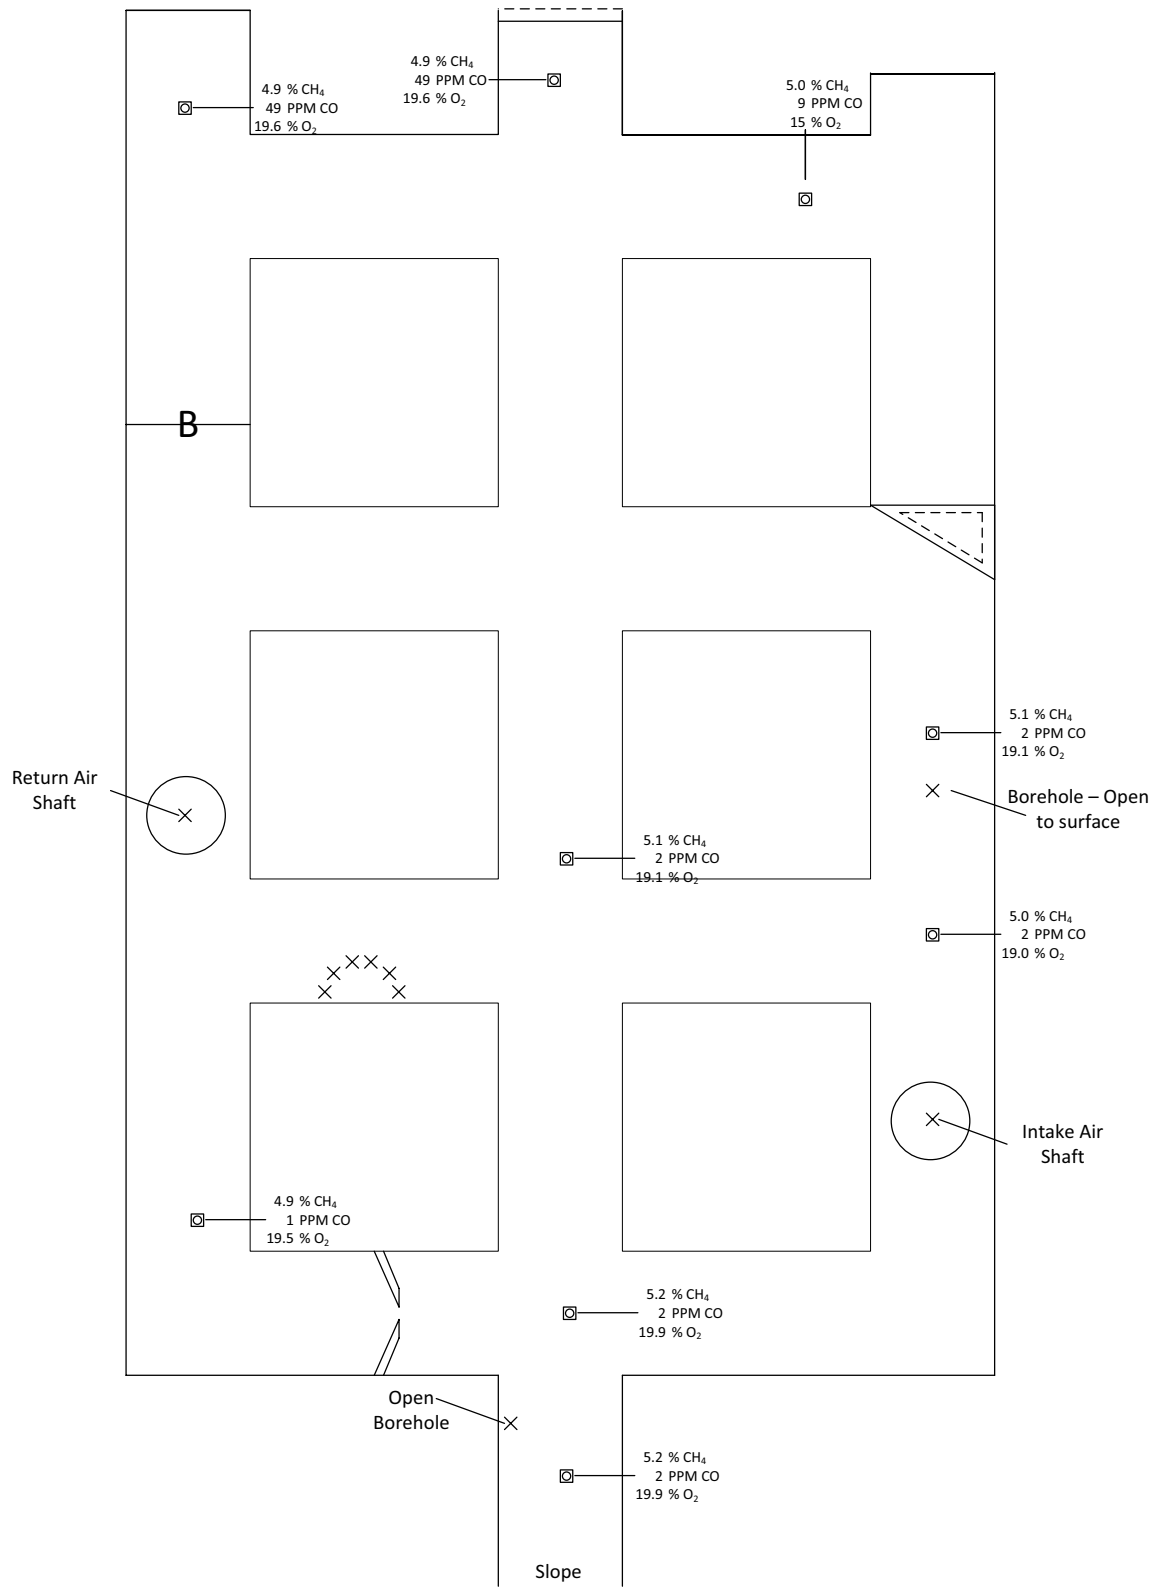 4.9 % CH₄
49 PPM CO
19.6 % O₂
4.9 % CH₄
49 PPM CO
19.6 % O₂
5.0 % CH₄
9 PPM CO
15 % O₂
B
5.1 % CH₄
2 PPM CO
19.1 % O₂
Return Air
Shaft
Borehole – Open
to surface
5.1 % CH₄
2 PPM CO
19.1 % O₂
5.0 % CH₄
2 PPM CO
19.0 % O₂
Intake Air
Shaft
4.9 % CH₄
1 PPM CO
19.5 % O₂
5.2 % CH₄
2 PPM CO
19.9 % O₂
Open
Borehole
5.2 % CH₄
2 PPM CO
19.9 % O₂
Slope